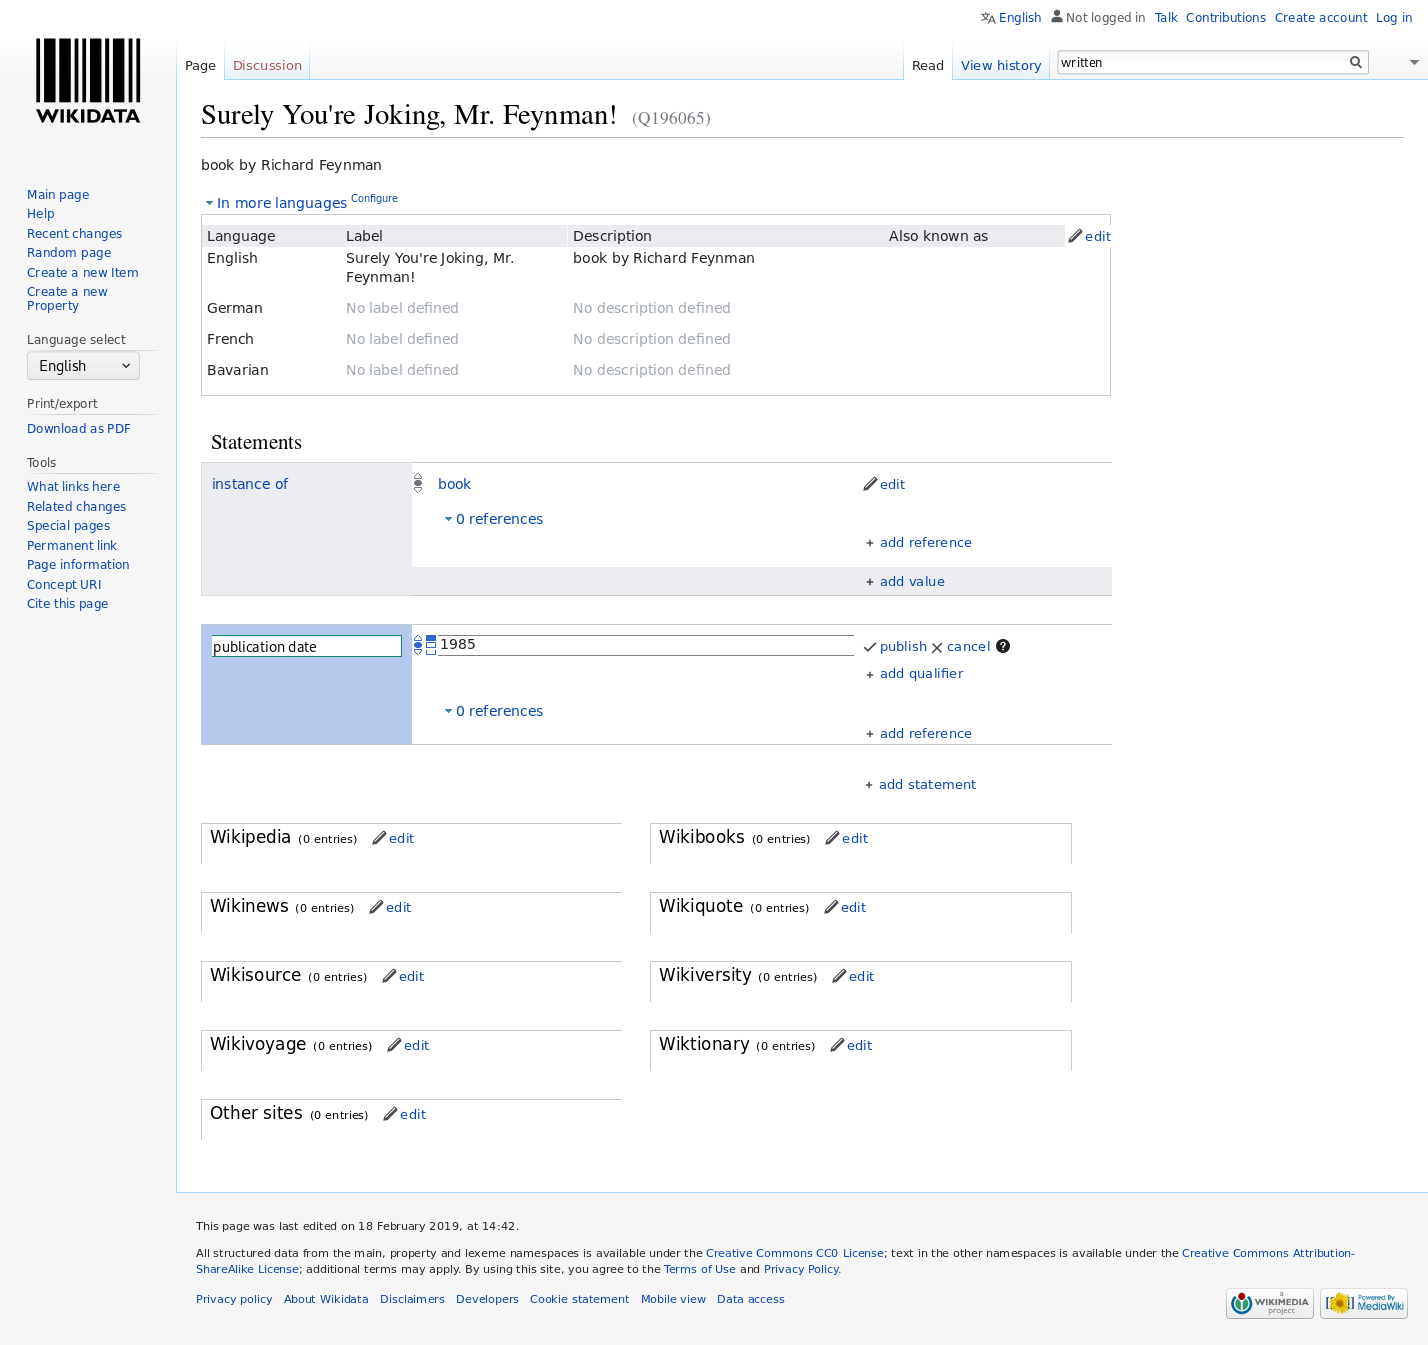 English Not logged in Talk Contributions Create account Log in
WIKIDATA
Page Discussion Read View history written
Surely You're Joking, Mr. Feynman! (Q196065)
book by Richard Feynman
In more languages Configure
Language Label Description Also known as edit
English Surely You're Joking, Mr. Feynman! book by Richard Feynman
German No label defined No description defined
French No label defined No description defined
Bavarian No label defined No description defined
Main page
Help
Recent changes
Random page
Create a new Item
Create a new
Property
Language select
English
Print/export
Download as PDF
Tools
What links here
Related changes
Special pages
Permanent link
Page information
Concept URI
Cite this page
Statements
instance of book edit
0 references
+ add reference
+ add value
publication date 1985 publish cancel ?
+ add qualifier
0 references
+ add reference
+ add statement
Wikipedia (0 entries) edit
Wikibooks (0 entries) edit
Wikinews (0 entries) edit
Wikiquote (0 entries) edit
Wikisource (0 entries) edit
Wikiversity (0 entries) edit
Wikivoyage (0 entries) edit
Wiktionary (0 entries) edit
Other sites (0 entries) edit
This page was last edited on 18 February 2019, at 14:42.
All structured data from the main, property and lexeme namespaces is available under the Creative Commons CC0 License; text in the other namespaces is available under the Creative Commons Attribution-
ShareAlike License; additional terms may apply. By using this site, you agree to the Terms of Use and Privacy Policy.
Privacy policy About Wikidata Disclaimers Developers Cookie statement Mobile view Data access
a WIKIMEDIA project
Powered By MediaWiki